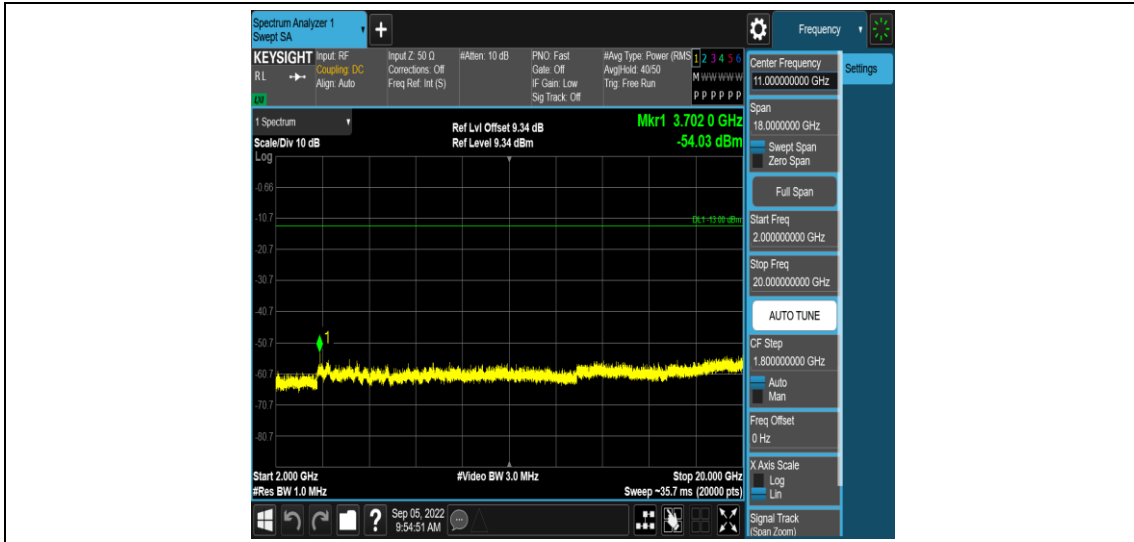 Spectrum Analyzer 1
Swept SA
+
Frequency
KEYSIGHT
RL
Input: RF
Coupling: DC
Align: Auto
Input Z: 50 Ω
Corrections: Off
Freq Ref: Int (S)
#Atten: 10 dB
PNO: Fast
Gate: Off
IF Gain: Low
Sig Track: Off
#Avg Type: Power (RMS
Avg|Hold: 40/50
Trig: Free Run
1 2 3 4 5 6
M W W W W W
P P P P P P
1 Spectrum
Scale/Div 10 dB
Log
Ref Lvl Offset 9.34 dB
Ref Level 9.34 dBm
Mkr1 3.702 0 GHz
-54.03 dBm
-0.66
-10.7
DL1 -13.00 dBm
-20.7
-30.7
-40.7
1
-50.7
-60.7
-70.7
-80.7
Start 2.000 GHz
#Res BW 1.0 MHz
#Video BW 3.0 MHz
Stop 20.000 GHz
Sweep ~35.7 ms (20000 pts)
?
Sep 05, 2022
9:54:51 AM
Center Frequency
11.000000000 GHz
Settings
Span
18.0000000 GHz
Swept Span
Zero Span
Full Span
Start Freq
2.000000000 GHz
Stop Freq
20.000000000 GHz
AUTO TUNE
CF Step
1.800000000 GHz
Auto
Man
Freq Offset
0 Hz
X Axis Scale
Log
Lin
Signal Track
(Span Zoom)